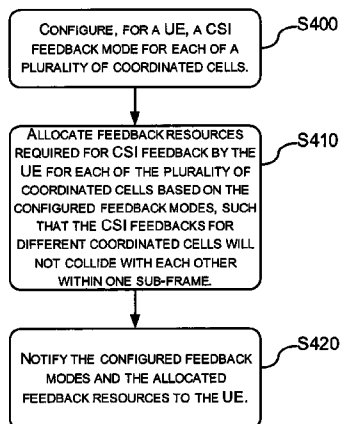 CONFIGURE, FOR A UE, A CSI
FEEDBACK MODE FOR EACH OF A
PLURALITY OF COORDINATED CELLS.
S400
ALLOCATE FEEDBACK RESOURCES
REQUIRED FOR CSI FEEDBACK BY THE
UE FOR EACH OF THE PLURALITY OF
COORDINATED CELLS BASED ON THE
CONFIGURED FEEDBACK MODES, SUCH
THAT THE CSI FEEDBACKS FOR
DIFFERENT COORDINATED CELLS WILL
NOT COLLIDE WITH EACH OTHER
WITHIN ONE SUB-FRAME.
S410
NOTIFY THE CONFIGURED FEEDBACK
MODES AND THE ALLOCATED
FEEDBACK RESOURCES TO THE UE.
S420